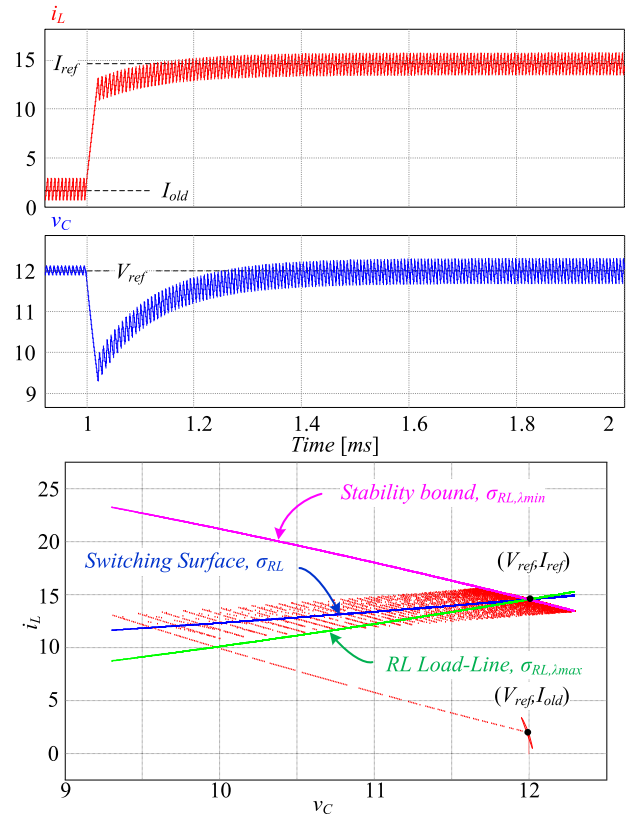 i_L
15
I_ref
10
5
I_old
0
v_C
12
V_ref
11
10
9
1 1.2 1.4 1.6 1.8 2
Time [ms]
25
Stability bound, σ_RL,λmin
20
(V_ref,I_ref)
Switching Surface, σ_RL
15
i_L
10
RL Load-Line, σ_RL,λmax
5
(V_ref,I_old)
0
9 10 11 12
v_C